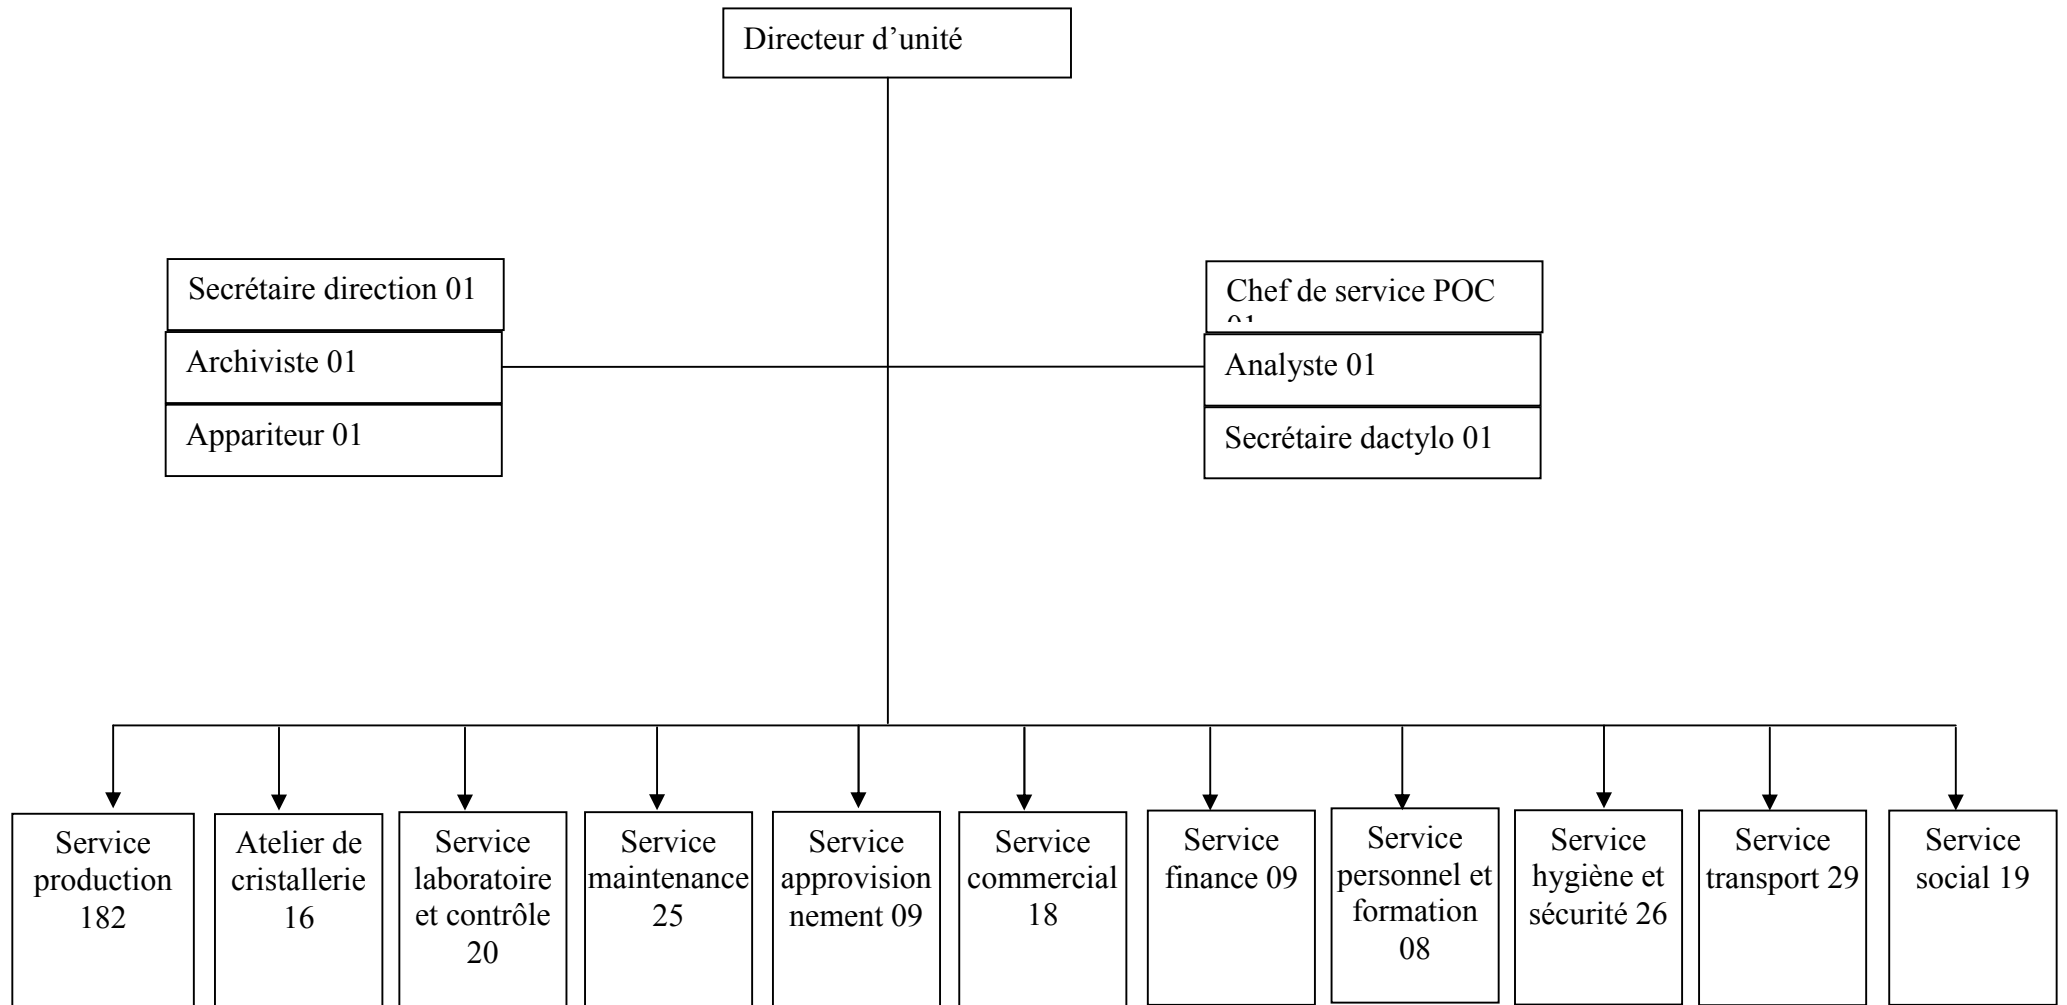 Directeur d’unité
Secrétaire direction 01
Archiviste 01
Appariteur 01
Chef de service POC
01
Analyste 01
Secrétaire dactylo 01
Service
production
182
Atelier de
cristallerie
16
Service
laboratoire
et contrôle
20
Service
maintenance
25
Service
approvision
nement 09
Service
commercial
18
Service
finance 09
Service
personnel et
formation
08
Service
hygiène et
sécurité 26
Service
transport 29
Service
social 19